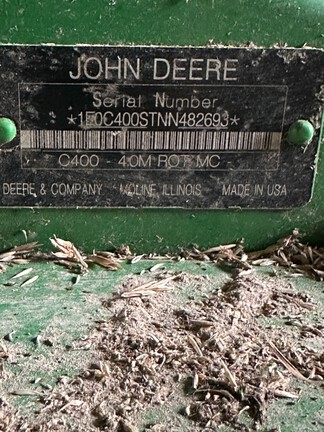 JOHN DEERE
Serial Number
*1E0C400STNN482693*
C400 - 4.0M ROT MC -
DEERE & COMPANY MOLINE, ILLINOIS MADE IN USA